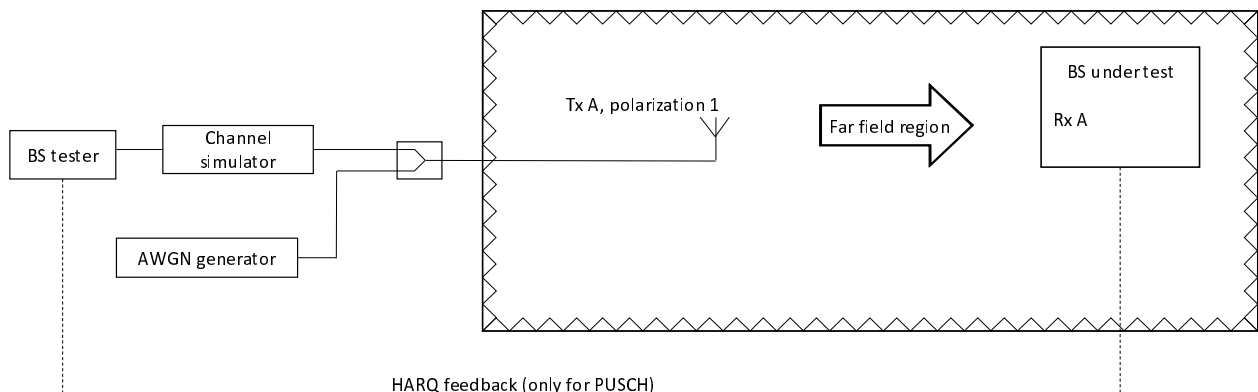 Tx A, polarization 1
BS under test
Rx A
Far field region
BS tester
Channel
simulator
AWGN generator
HARQ feedback (only for PUSCH)